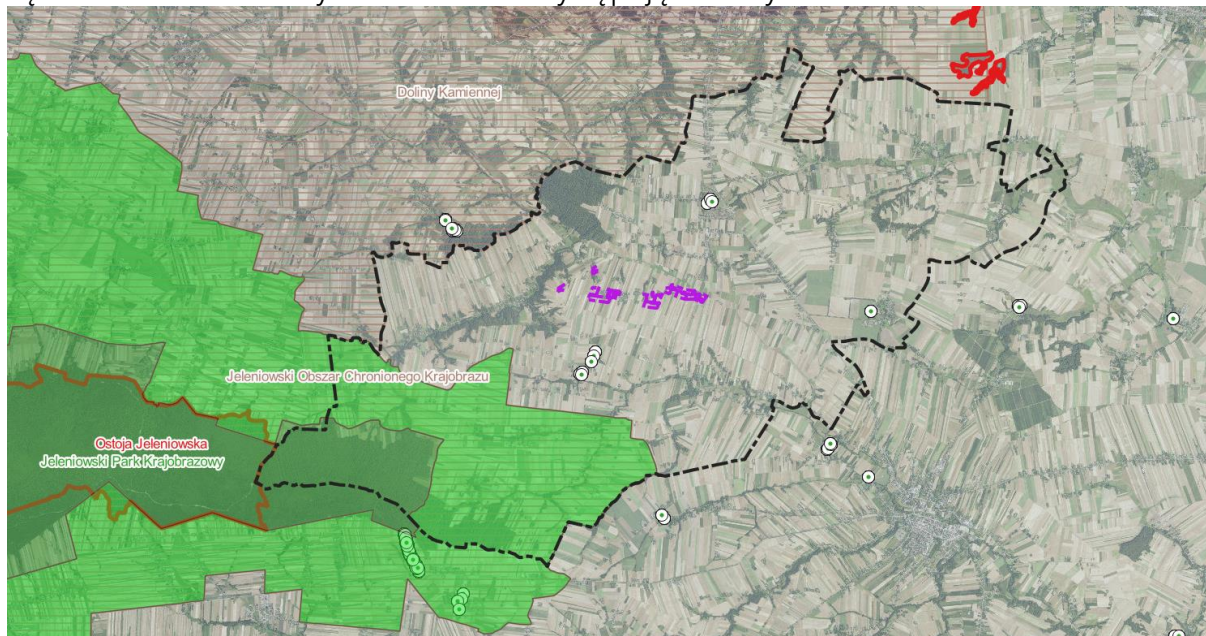 Doliny Kamiennej
Jeleniowski Obszar Chronionego Krajobrazu
Ostoja Jeleniowska
Jeleniowski Park Krajobrazowy